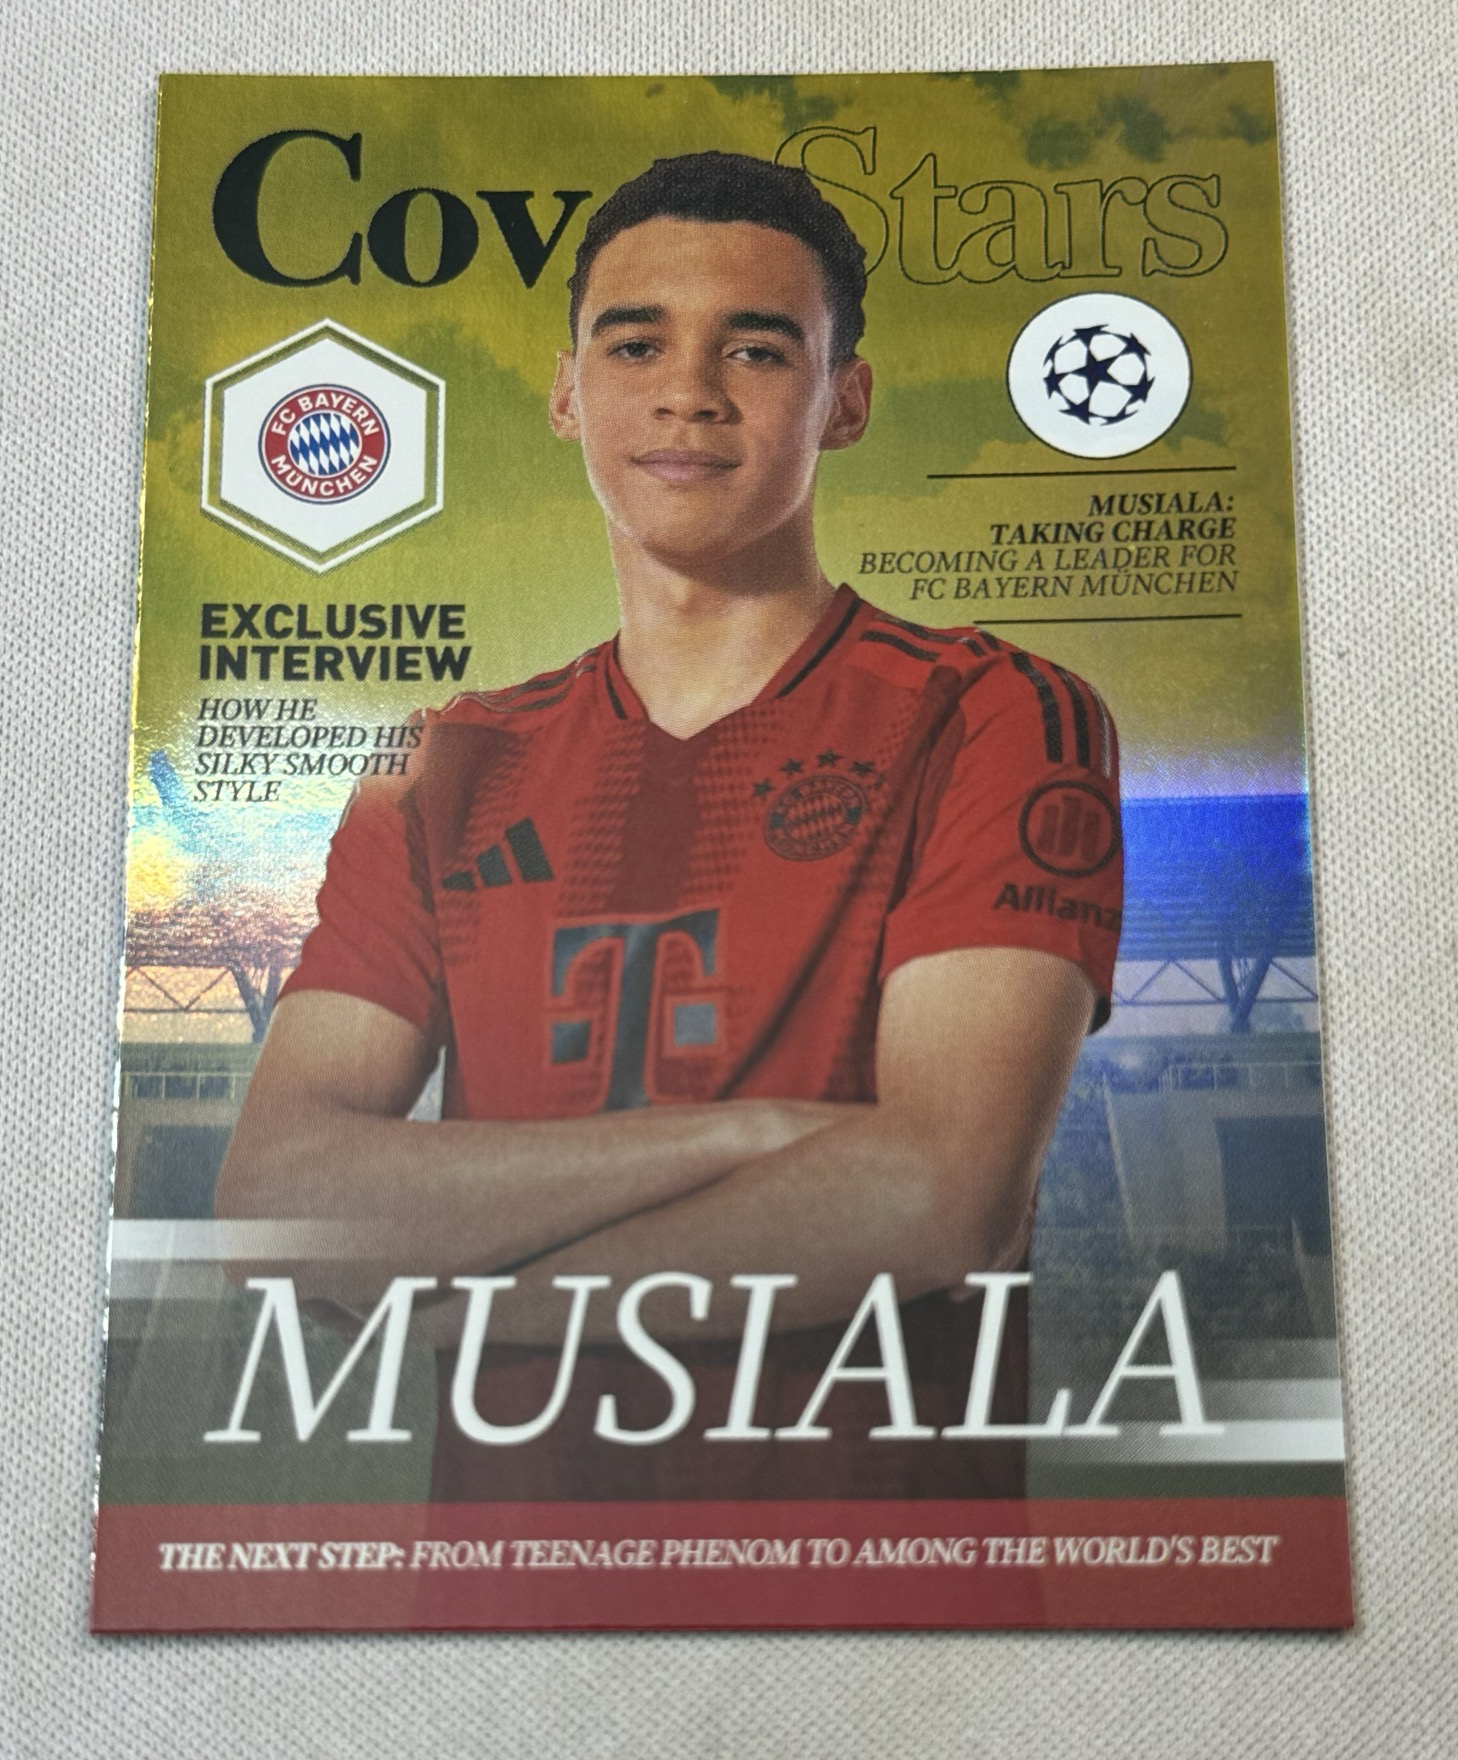 Cov Stars
FC BAYERN
MÜNCHEN
MUSIALA:
TAKING CHARGE
BECOMING A LEADER FOR
FC BAYERN MÜNCHEN
EXCLUSIVE
INTERVIEW
HOW HE
DEVELOPED HIS
SILKY SMOOTH
STYLE
Allianz
T
MUSIALA
THE NEXT STEP: FROM TEENAGE PHENOM TO AMONG THE WORLD'S BEST